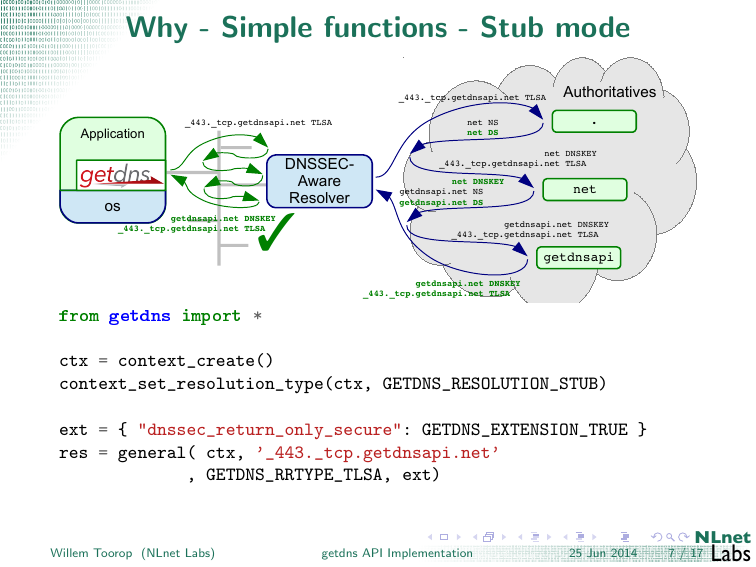 Why - Simple functions - Stub mode
Authoritatives
_443._tcp.getdnsapi.net TLSA
.
net NS
net DS
_443._tcp.getdnsapi.net TLSA
Application
getdns
os
DNSSEC-
Aware
Resolver
net DNSKEY
_443._tcp.getdnsapi.net TLSA
net DNSKEY
getdnsapi.net NS
getdnsapi.net DS
net
getdnsapi.net DNSKEY
_443._tcp.getdnsapi.net TLSA
getdnsapi.net DNSKEY
_443._tcp.getdnsapi.net TLSA
getdnsapi
getdnsapi.net DNSKEY
_443._tcp.getdnsapi.net TLSA
from getdns import *
ctx = context_create()
context_set_resolution_type(ctx, GETDNS_RESOLUTION_STUB)
ext = { "dnssec_return_only_secure": GETDNS_EXTENSION_TRUE }
res = general( ctx, '_443._tcp.getdnsapi.net'
, GETDNS_RRTYPE_TLSA, ext)
Willem Toorop (NLnet Labs)
getdns API Implementation
25 Jun 2014
7 / 17
NLnet
Labs